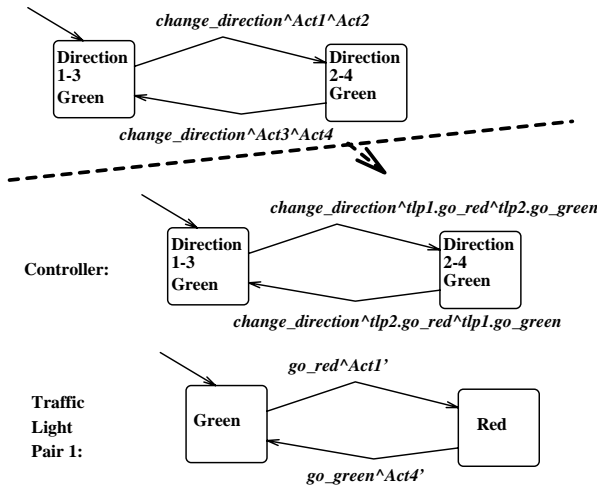 change_direction^Act1^Act2
Direction
1-3
Green
Direction
2-4
Green
change_direction^Act3^Act4
change_direction^tlp1.go_red^tlp2.go_green
Controller:
Direction
1-3
Green
Direction
2-4
Green
change_direction^tlp2.go_red^tlp1.go_green
go_red^Act1’
Traffic
Light
Pair 1:
Green
Red
go_green^Act4’